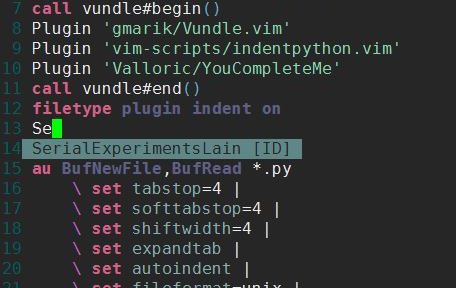 7 call vundle#begin()
8 Plugin 'gmarik/Vundle.vim'
9 Plugin 'vim-scripts/indentpython.vim'
10 Plugin 'Valloric/YouCompleteMe'
11 call vundle#end()
12 filetype plugin indent on
13 Se
14 SerialExperimentsLain [ID]
15 au BufNewFile,BufRead *.py
16 \ set tabstop=4 |
17 \ set softtabstop=4 |
18 \ set shiftwidth=4 |
19 \ set expandtab |
20 \ set autoindent |
21 \ set fileformat=unix |